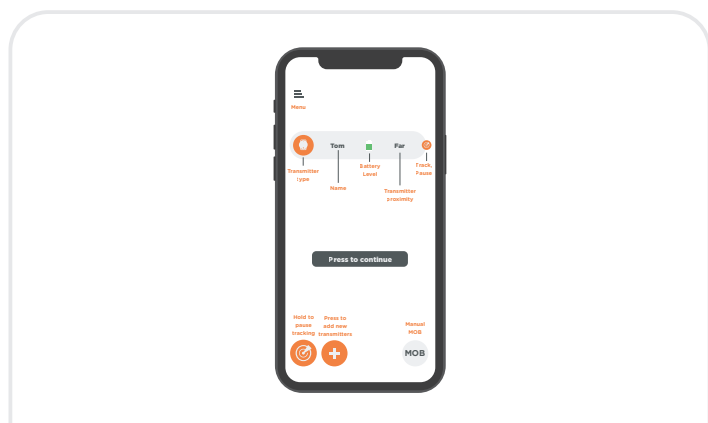 Menu
Tom
Far
Transmitter
Type
Name
Battery
Level
Transmitter
proximity
Track,
Pause
Press to continue
Hold to
pause
tracking
Press to
add new
transmitters
Manual
MOB
MOB